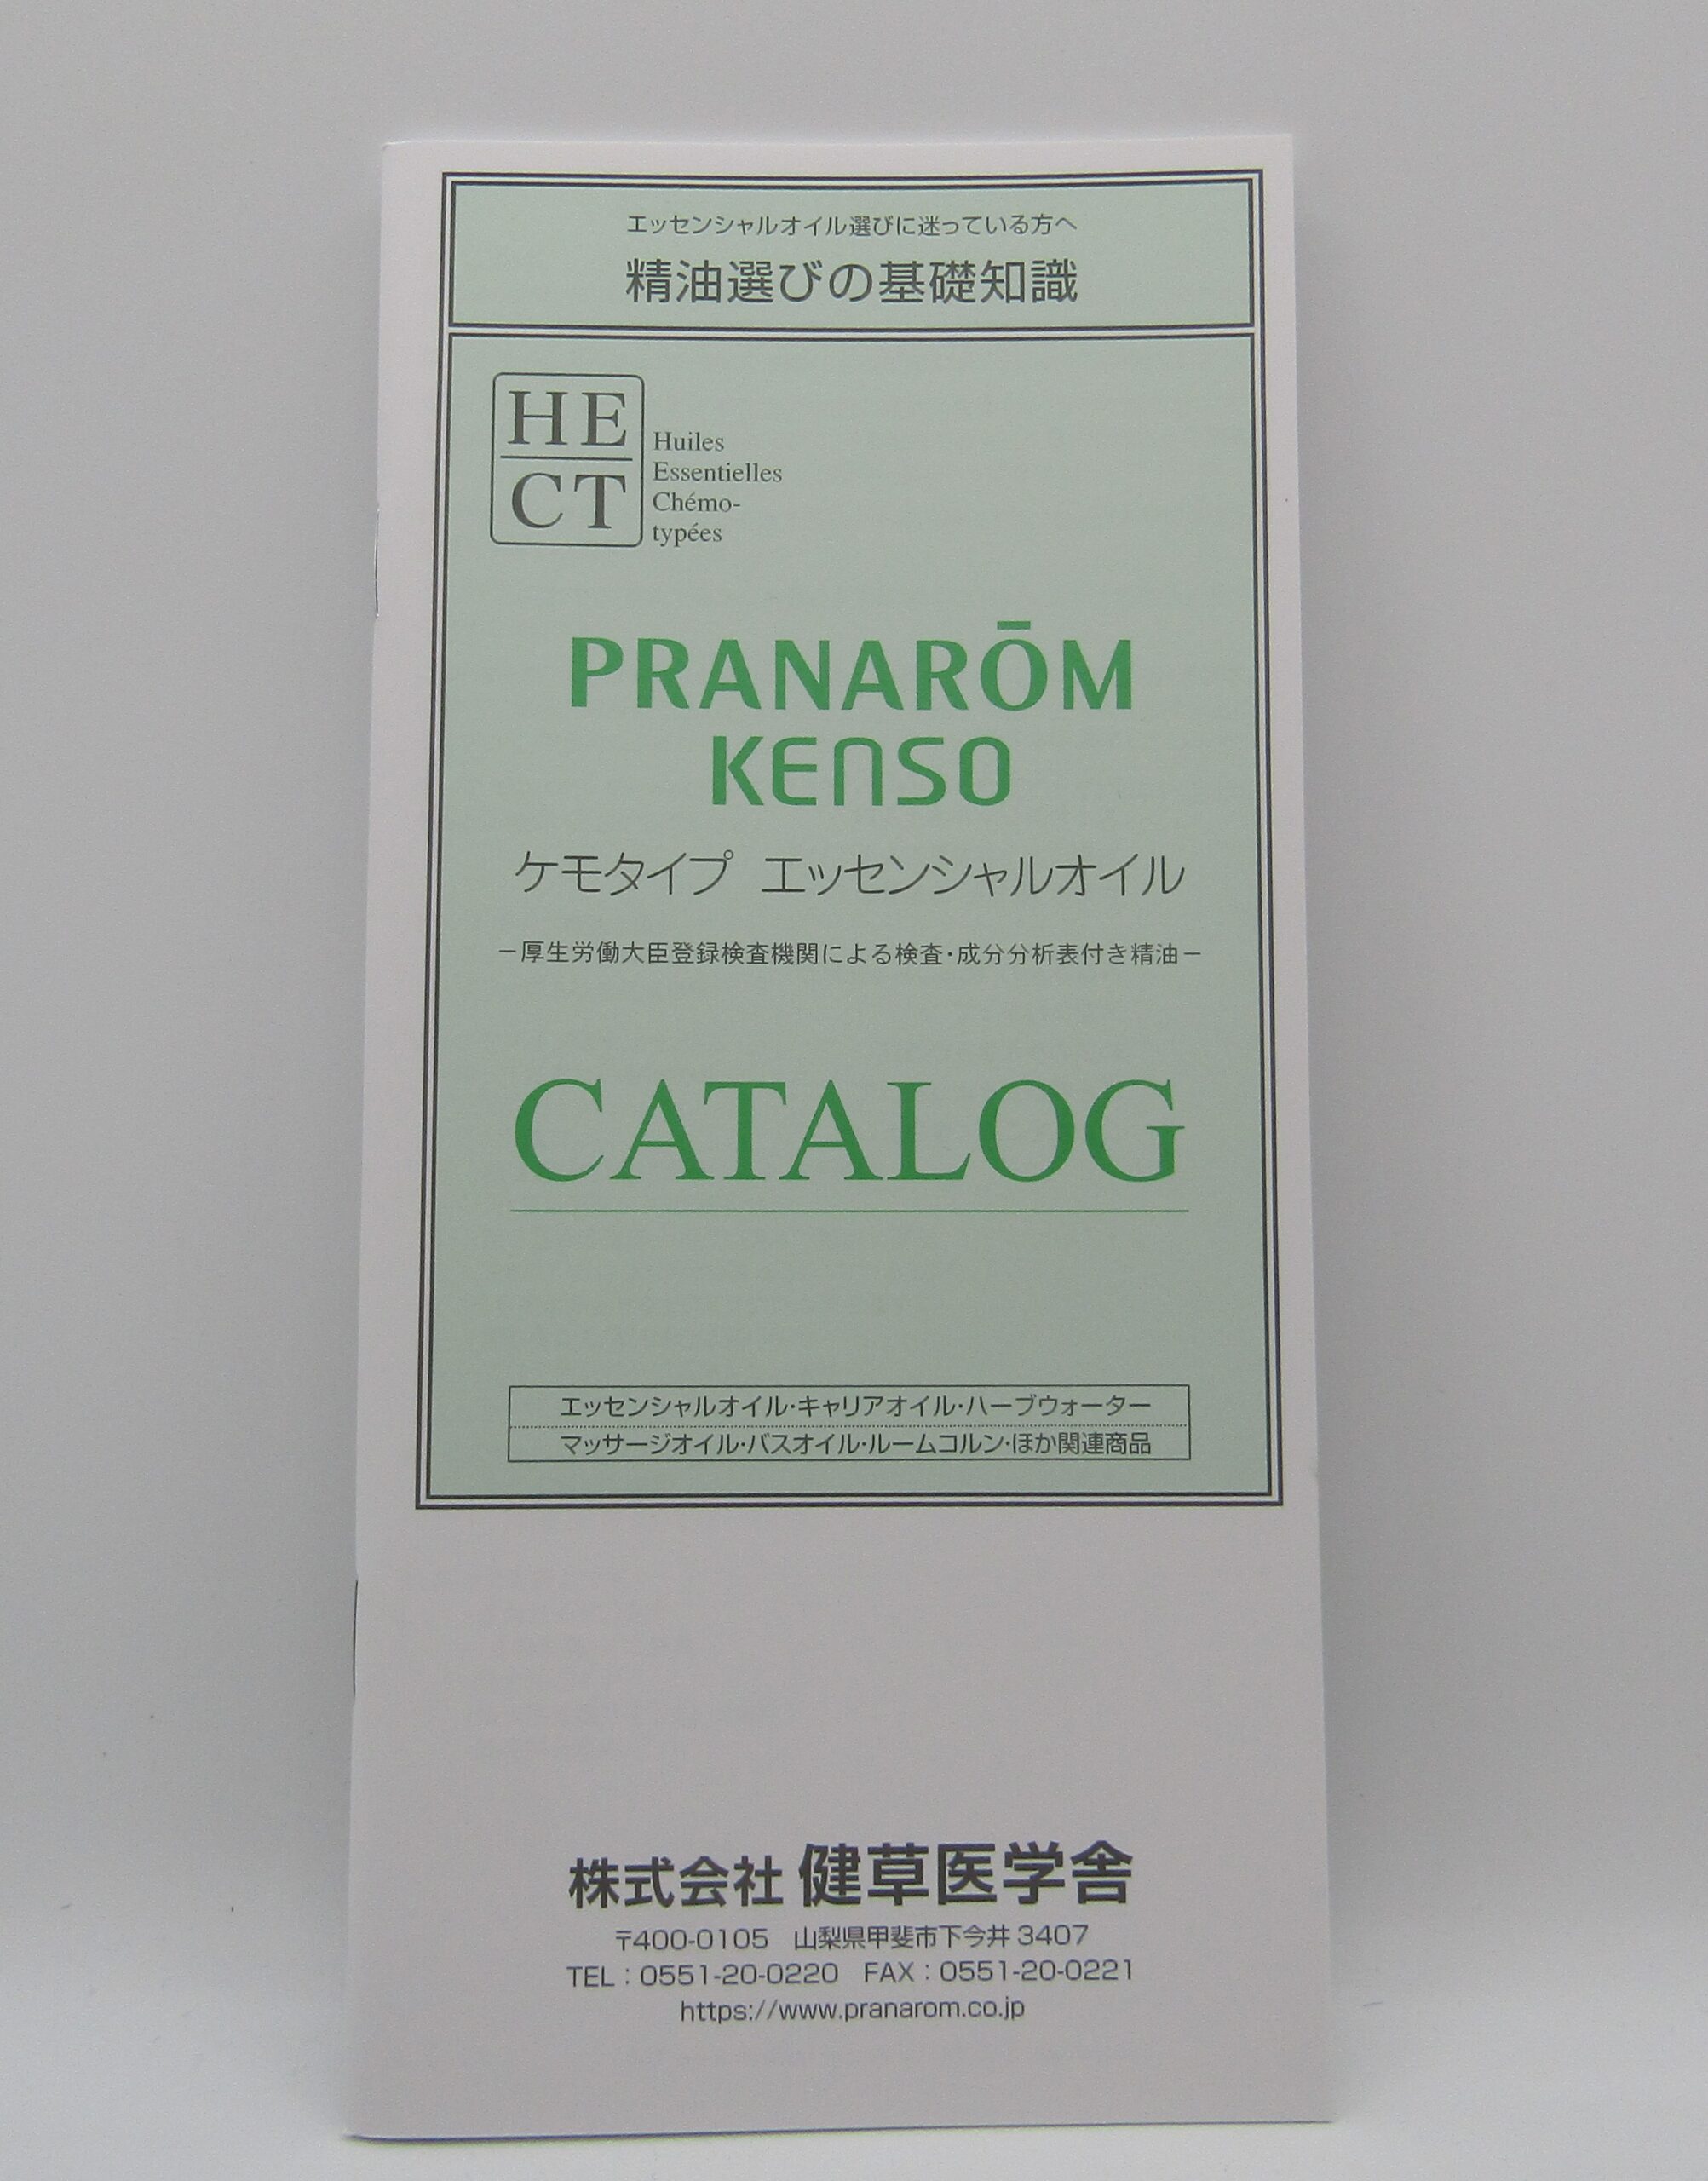 エッセンシャルオイル選びに迷っている方へ
精油選びの基礎知識
HE
CT
Huiles
Essentielles
Chémo-
typées
PRANARŌM
KENSO
ケモタイプ エッセンシャルオイル
－厚生労働大臣登録検査機関による検査・成分分析表付き精油－
CATALOG
エッセンシャルオイル・キャリアオイル・ハーブウォーター
マッサージオイル・バスオイル・ルームコルン・ほか関連商品
株式会社 健草医学舎
〒400-0105 山梨県甲斐市下今井 3407
TEL：0551-20-0220 FAX：0551-20-0221
https://www.pranarom.co.jp